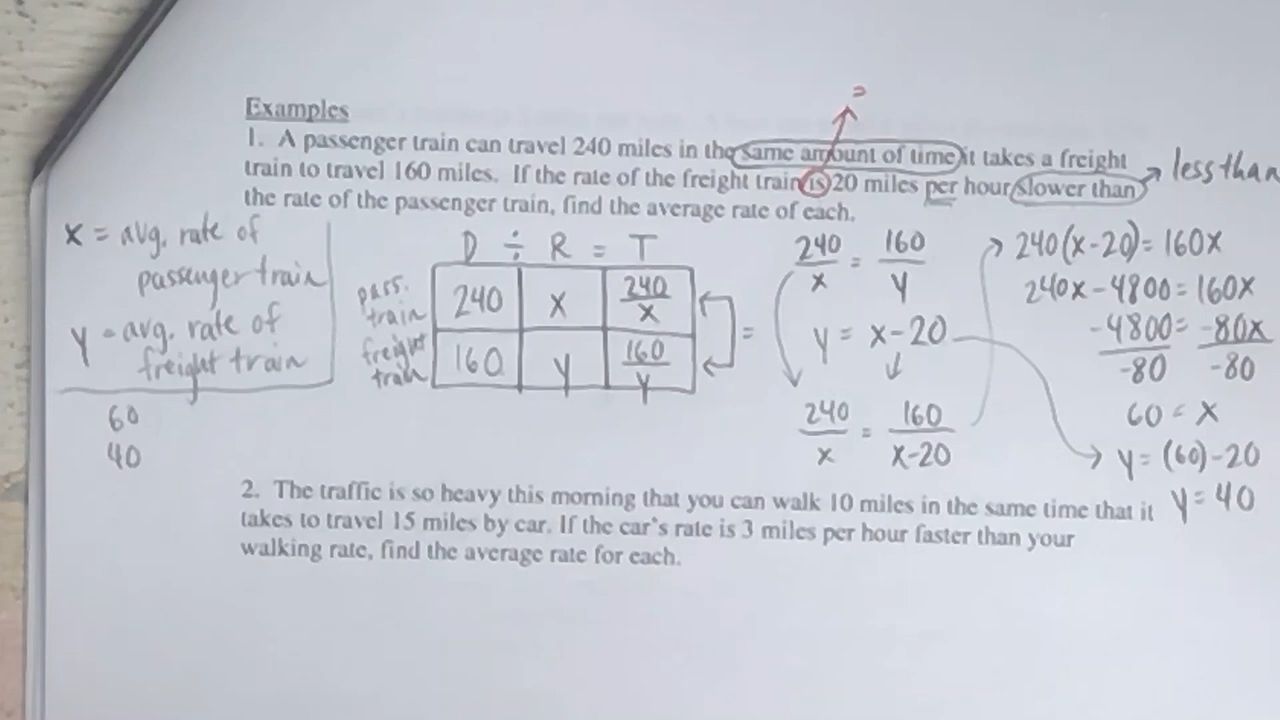 Examples
1. A passenger train can travel 240 miles in the same amount of time it takes a freight
train to travel 160 miles. If the rate of the freight train is 20 miles per hour slower than
the rate of the passenger train, find the average rate of each.
=
less than
x = avg. rate of
passenger train
y = avg. rate of
freight train
60
40
D ÷ R = T
pass. train 240 x 240/x
freight train 160 y 160/y
=
240/x = 160/y
y = x-20
240/x = 160/x-20
240(x-20) = 160x
240x-4800 = 160x
-4800 = -80x
-80 -80
60 = x
y = (60)-20
y = 40
2. The traffic is so heavy this morning that you can walk 10 miles in the same time that it
takes to travel 15 miles by car. If the car's rate is 3 miles per hour faster than your
walking rate, find the average rate for each.